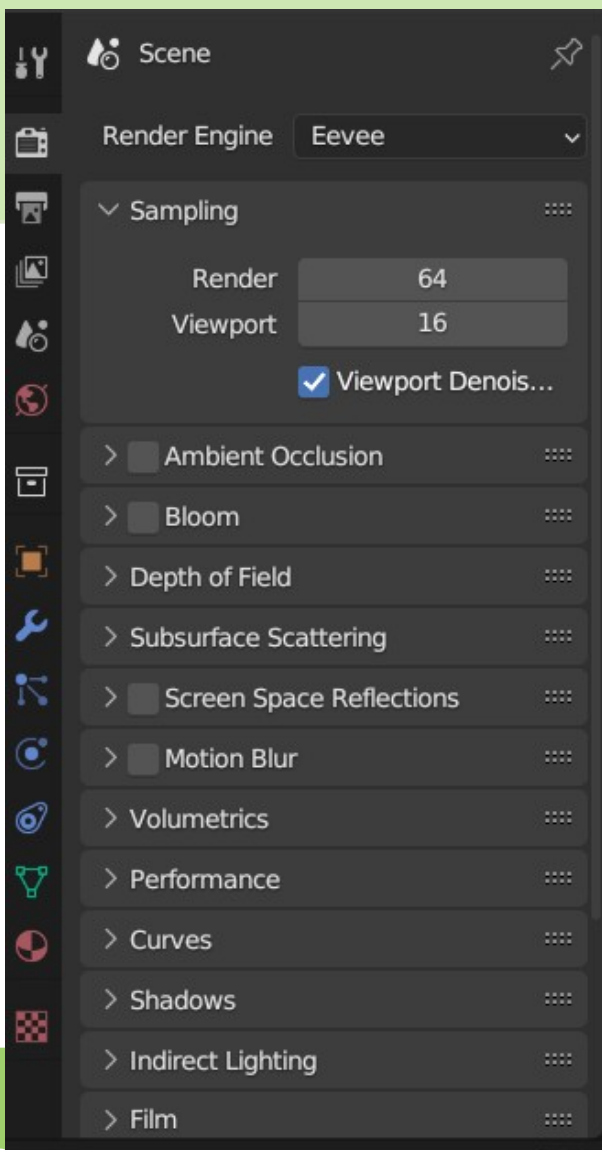 Scene
Render Engine Eevee
Sampling
Render 64
Viewport 16
Viewport Denois...
Ambient Occlusion
Bloom
Depth of Field
Subsurface Scattering
Screen Space Reflections
Motion Blur
Volumetrics
Performance
Curves
Shadows
Indirect Lighting
Film